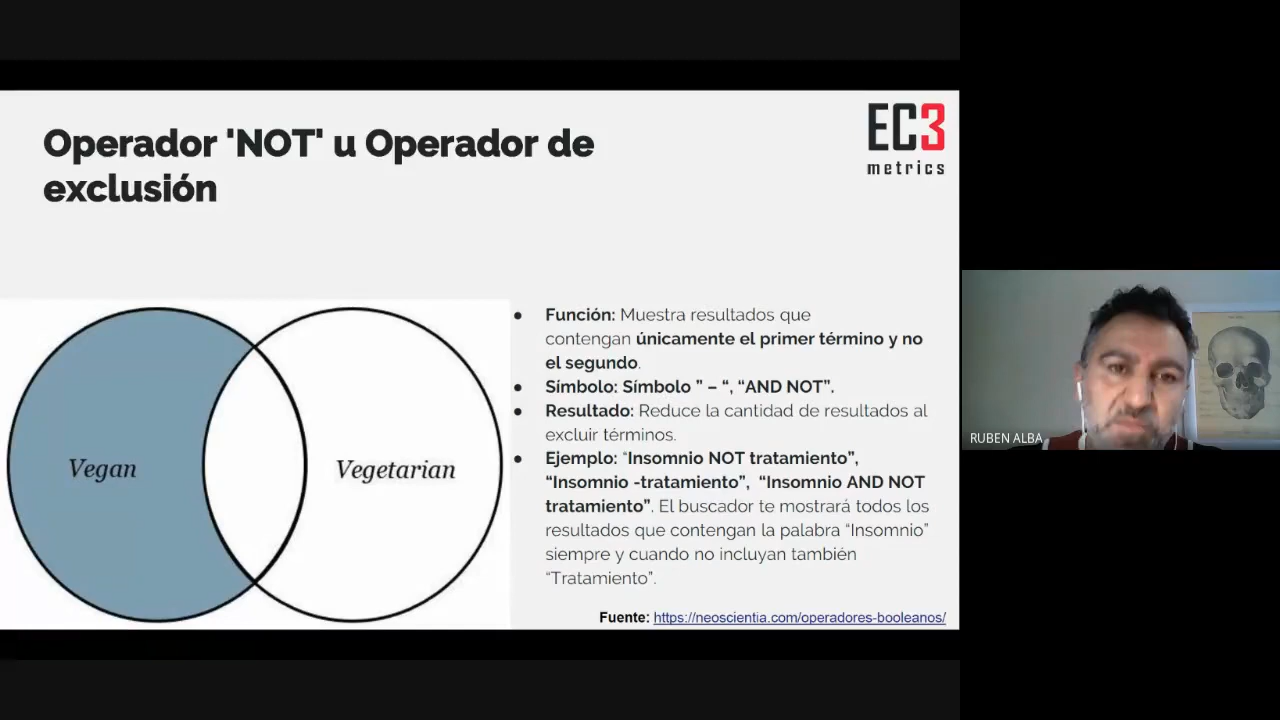 Operador 'NOT' u Operador de
exclusión
EC3
metrics
Vegan
Vegetarian
● Función: Muestra resultados que
contengan únicamente el primer término y no
el segundo.
● Símbolo: Símbolo ” – “, “AND NOT”.
● Resultado: Reduce la cantidad de resultados al
excluir términos.
● Ejemplo: “Insomnio NOT tratamiento”,
“Insomnio -tratamiento”, “Insomnio AND NOT
tratamiento”. El buscador te mostrará todos los
resultados que contengan la palabra “Insomnio”
siempre y cuando no incluyan también
“Tratamiento”.
Fuente: https://neoscientia.com/operadores-booleanos/
RUBEN ALBA